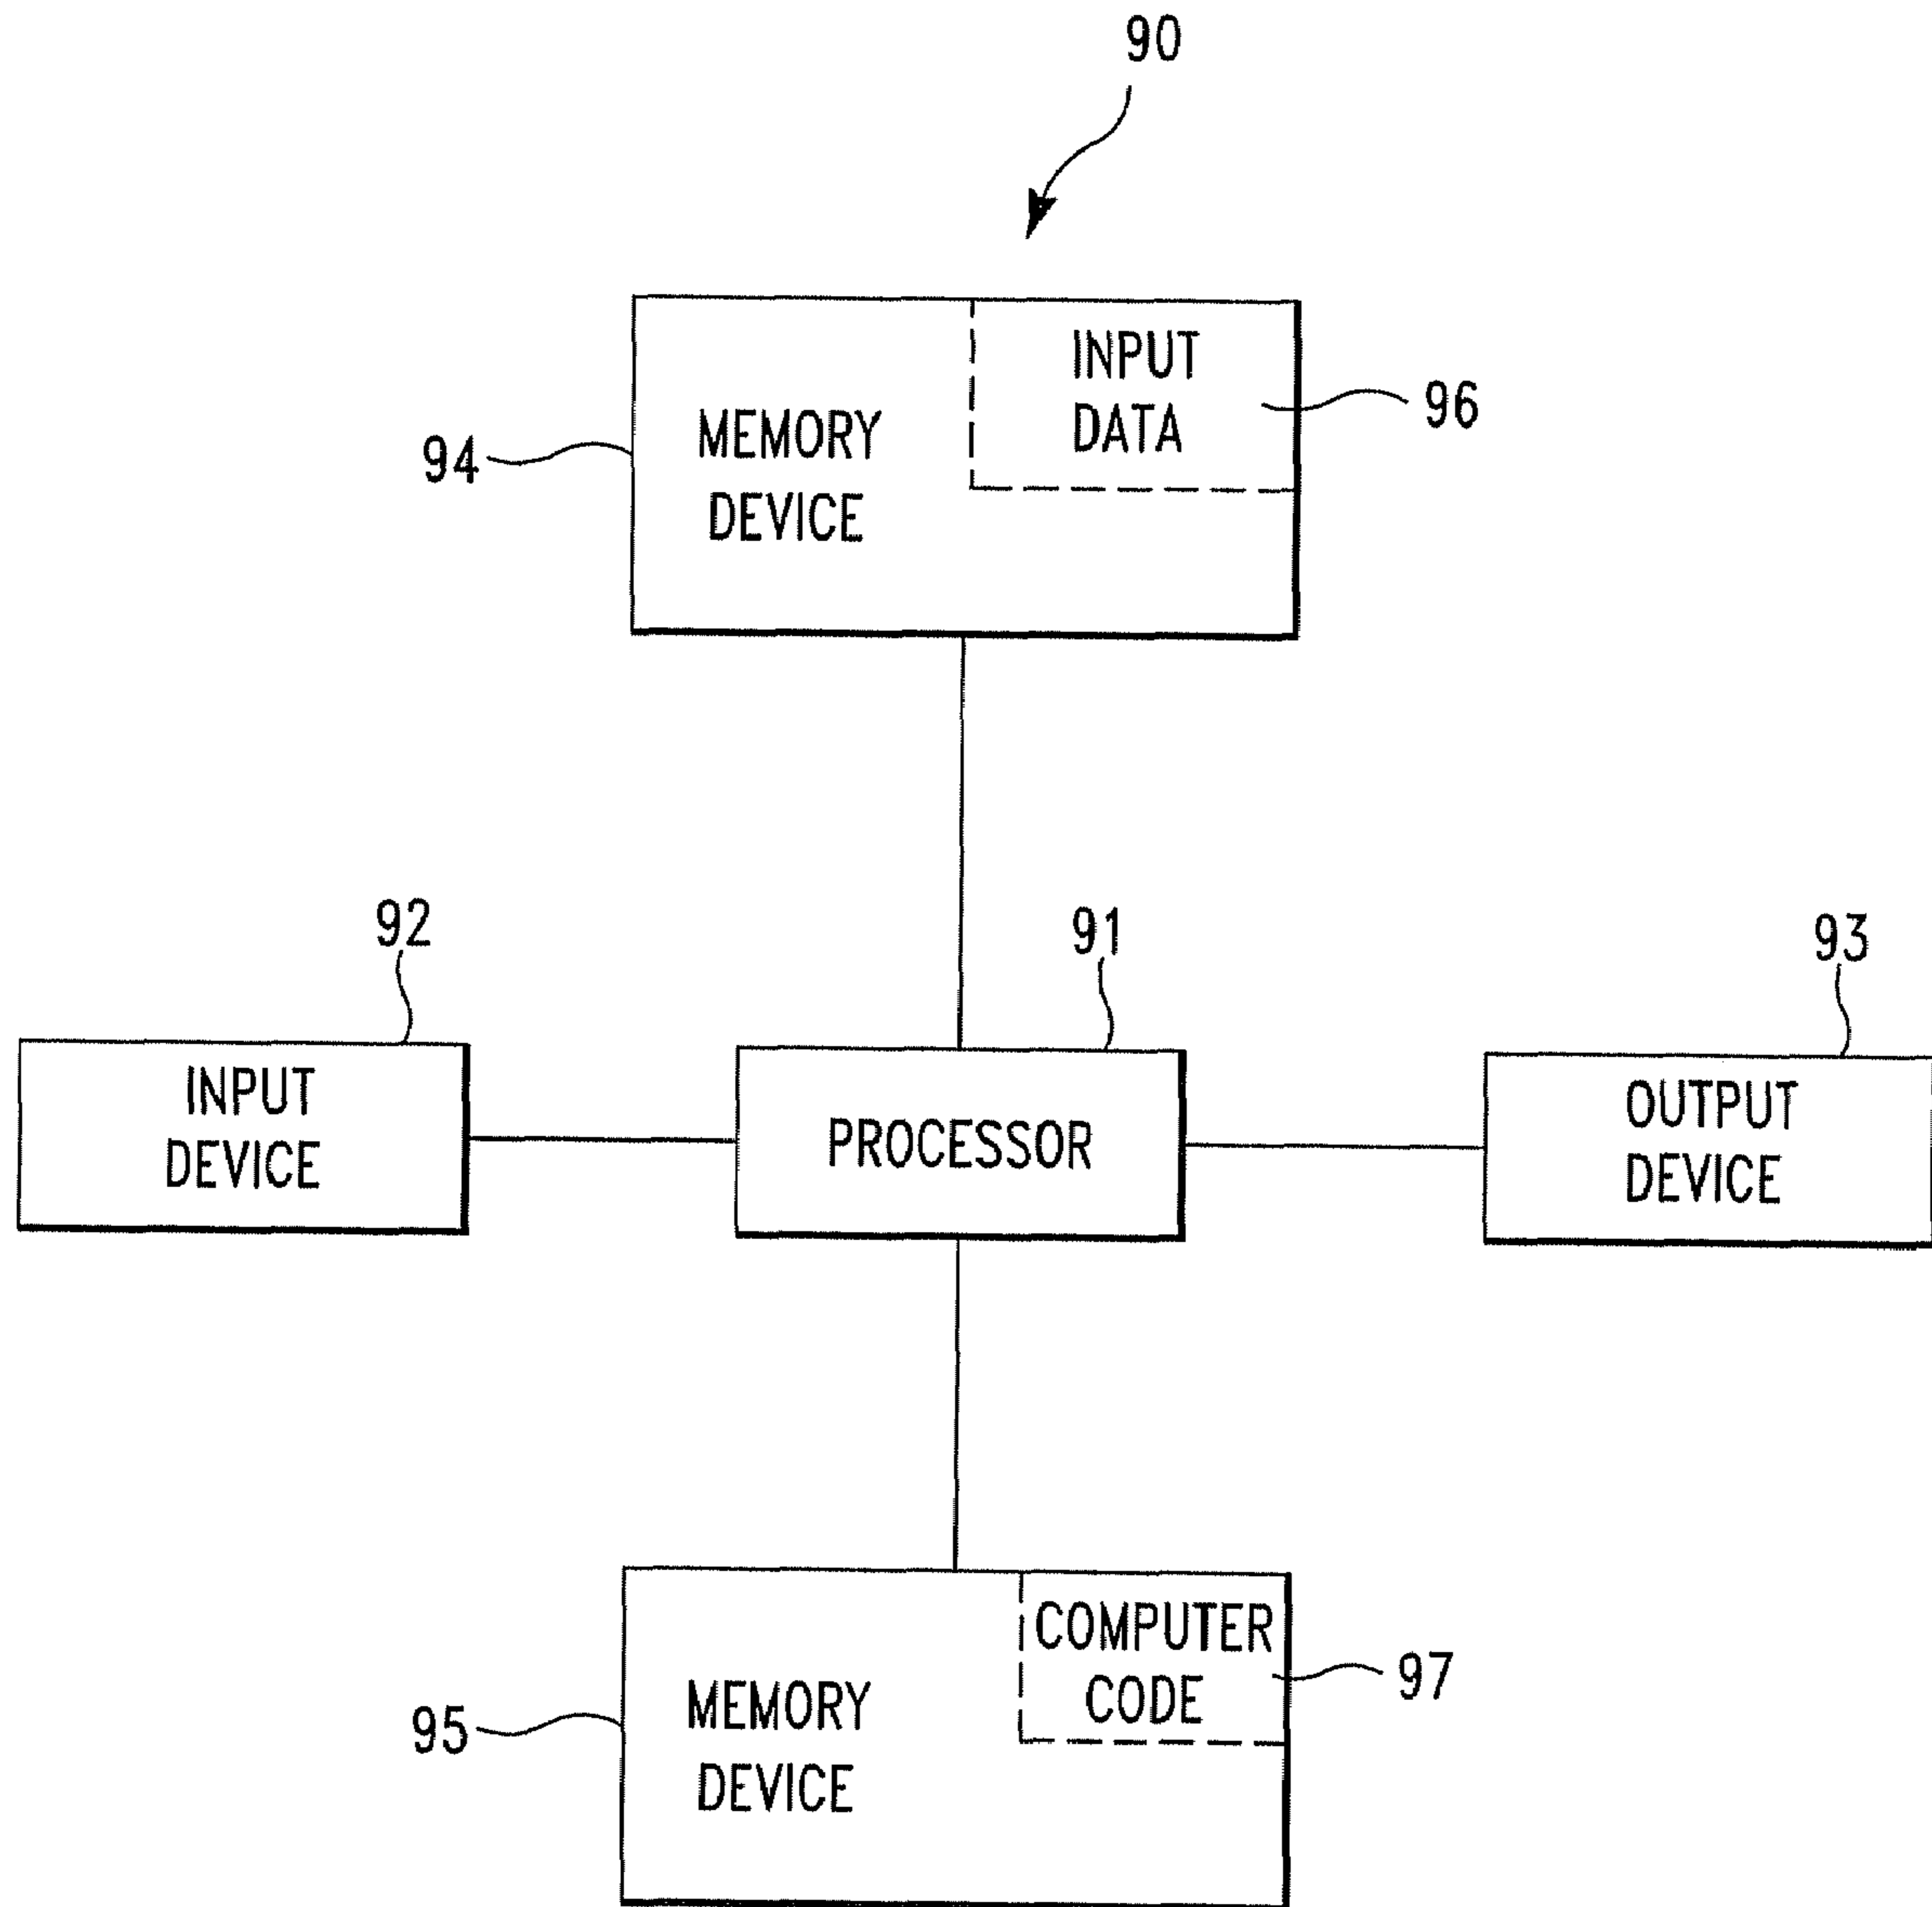 90
INPUT
DATA
96
MEMORY
DEVICE
94
92
91
93
INPUT
DEVICE
PROCESSOR
OUTPUT
DEVICE
COMPUTER
CODE
97
MEMORY
DEVICE
95